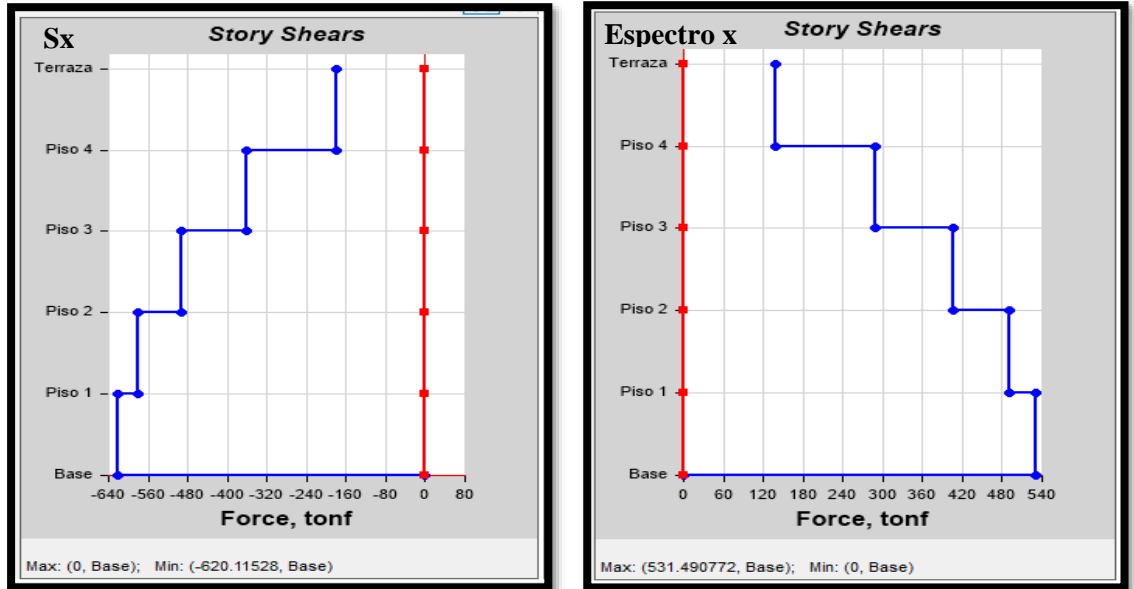 Sx
Story Shears
Terraza
Piso 4
Piso 3
Piso 2
Piso 1
Base
-640 -560 -480 -400 -320 -240 -160 -80 0 80
Force, tonf
Max: (0, Base); Min: (-620.11528, Base)
Espectro x
Story Shears
Terraza
Piso 4
Piso 3
Piso 2
Piso 1
Base
0 60 120 180 240 300 360 420 480 540
Force, tonf
Max: (531.490772, Base); Min: (0, Base)